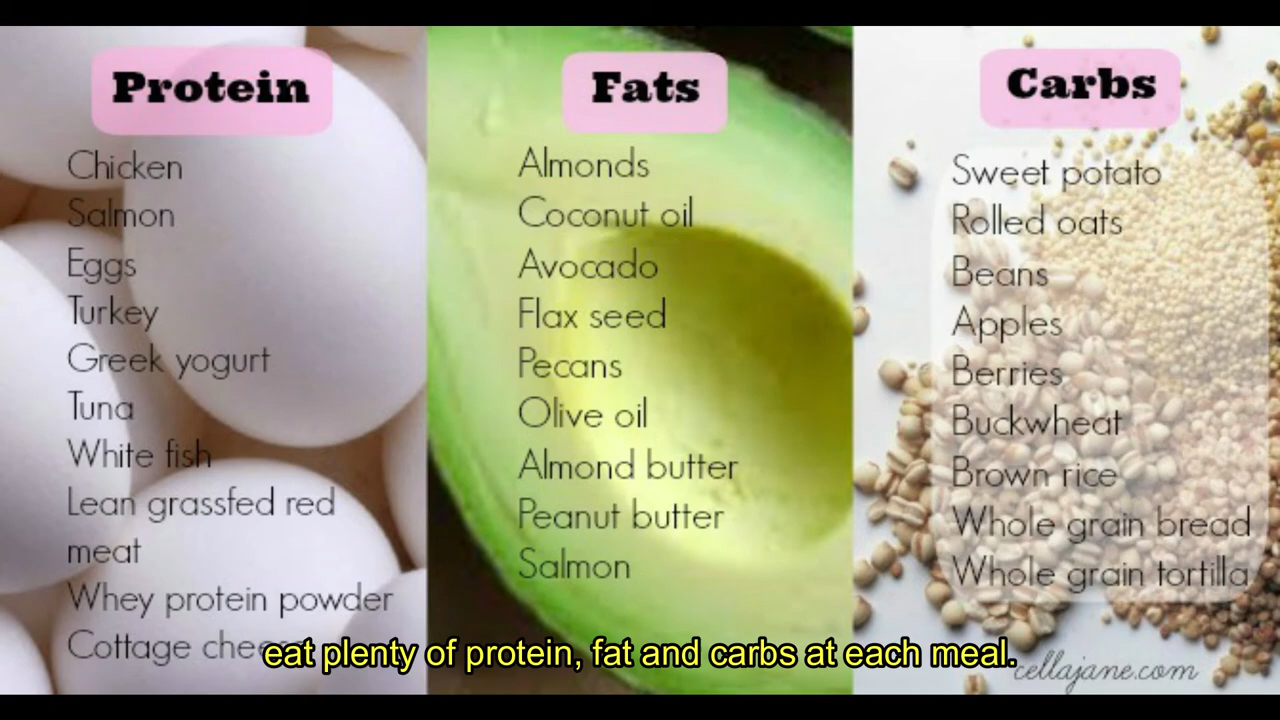 Protein
Chicken
Salmon
Eggs
Turkey
Greek yogurt
Tuna
White fish
Lean grassfed red
meat
Whey protein powder
Cottage
Fats
Almonds
Coconut oil
Avocado
Flax seed
Pecans
Olive oil
Almond butter
Peanut butter
Salmon
Carbs
Sweet potato
Rolled oats
Beans
Apples
Berries
Buckwheat
Brown rice
Whole grain bread
Whole grain tortilla
eat plenty of protein, fat and carbs at each meal.
cellajane.com